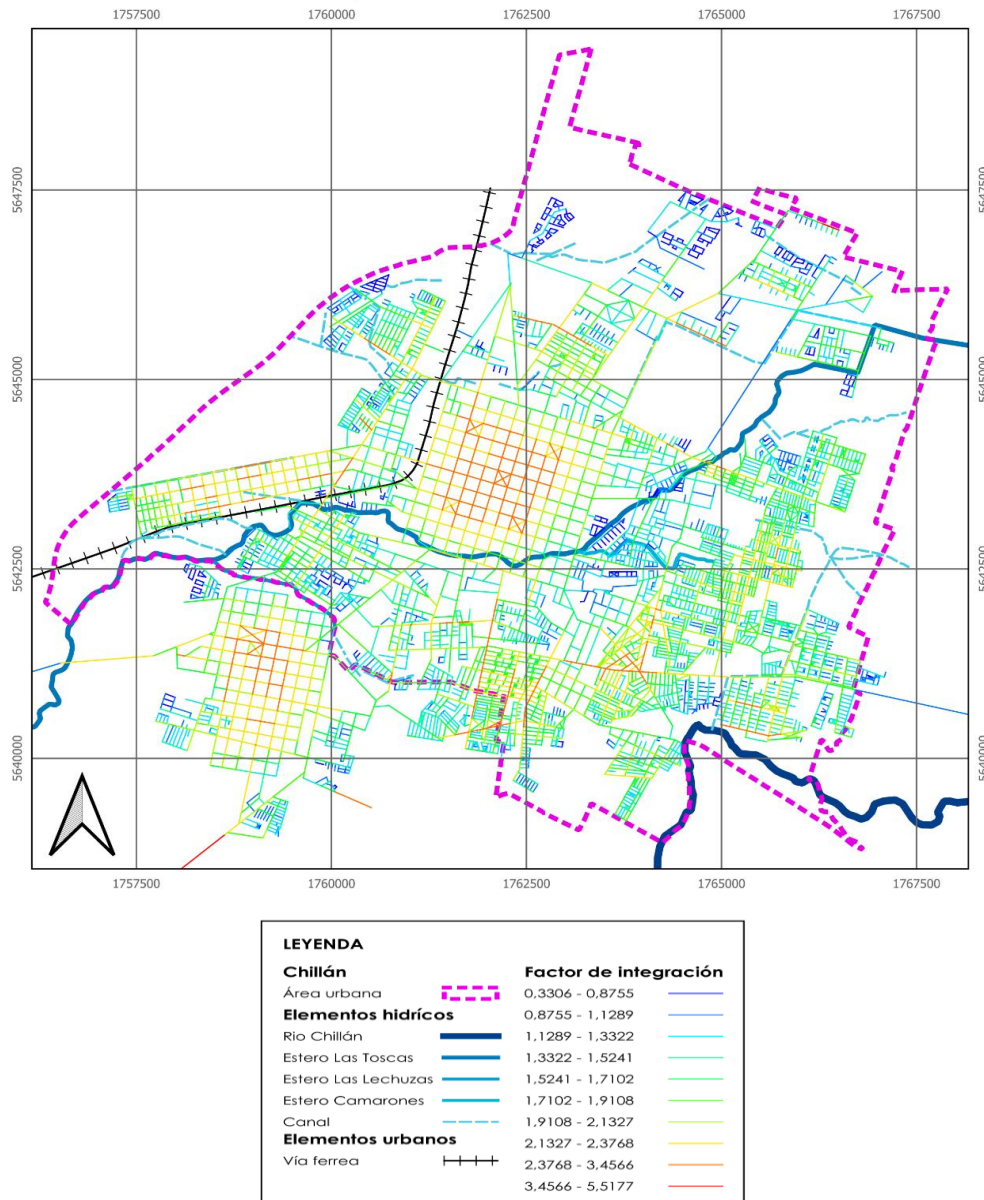 1757500 1760000 1762500 1765000 1767500
5647500 5647500
5645000 5645000
5642500 5642500
5640000 5640000
1757500 1760000 1762500 1765000 1767500
LEYENDA
Chillán Factor de integración
Área urbana 0,3306 - 0,8755
Elementos hidrícos 0,8755 - 1,1289
Rio Chillán 1,1289 - 1,3322
Estero Las Toscas 1,3322 - 1,5241
Estero Las Lechuzas 1,5241 - 1,7102
Estero Camarones 1,7102 - 1,9108
Canal 1,9108 - 2,1327
Elementos urbanos 2,1327 - 2,3768
Vía ferrea 2,3768 - 3,4566
3,4566 - 5,5177